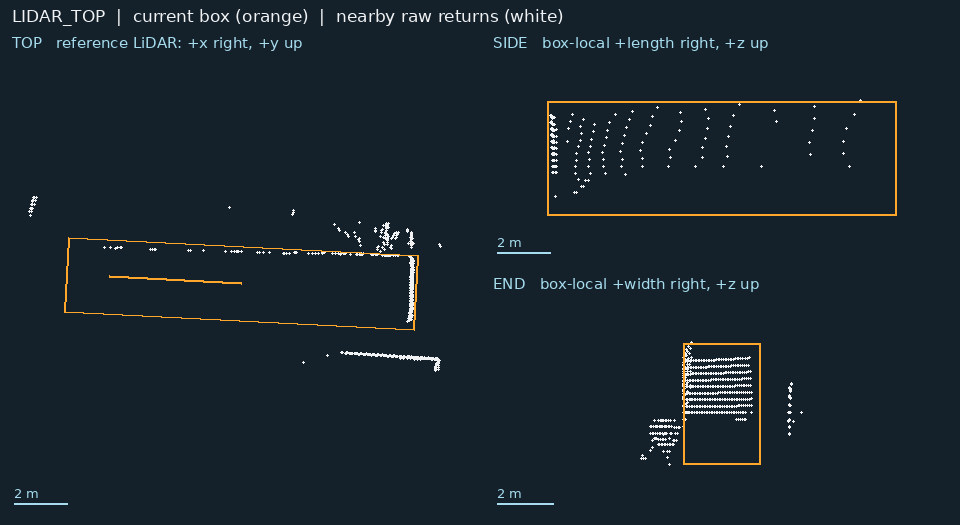 LIDAR_TOP | current box (orange) | nearby raw returns (white)
TOP reference LiDAR: +x right, +y up
SIDE box-local +length right, +z up
2 m
END box-local +width right, +z up
2 m
2 m